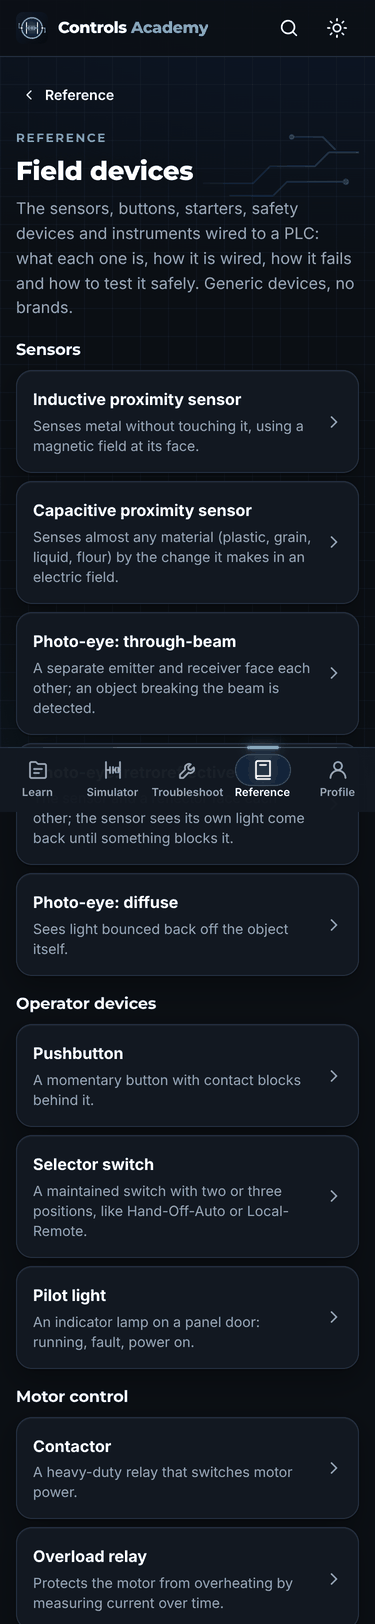 Controls Academy
Reference
REFERENCE
Field devices
The sensors, buttons, starters, safety
devices and instruments wired to a PLC:
what each one is, how it is wired, how it fails
and how to test it safely. Generic devices, no
brands.
Sensors
Inductive proximity sensor
Senses metal without touching it, using a
magnetic field at its face.
Capacitive proximity sensor
Senses almost any material (plastic, grain,
liquid, flour) by the change it makes in an
electric field.
Photo-eye: through-beam
A separate emitter and receiver face each
other; an object breaking the beam is
detected.
Learn
Simulator
Troubleshoot
Reference
Profile
other; the sensor sees its own light come
back until something blocks it.
Photo-eye: diffuse
Sees light bounced back off the object
itself.
Operator devices
Pushbutton
A momentary button with contact blocks
behind it.
Selector switch
A maintained switch with two or three
positions, like Hand-Off-Auto or Local-
Remote.
Pilot light
An indicator lamp on a panel door:
running, fault, power on.
Motor control
Contactor
A heavy-duty relay that switches motor
power.
Overload relay
Protects the motor from overheating by
measuring current over time.